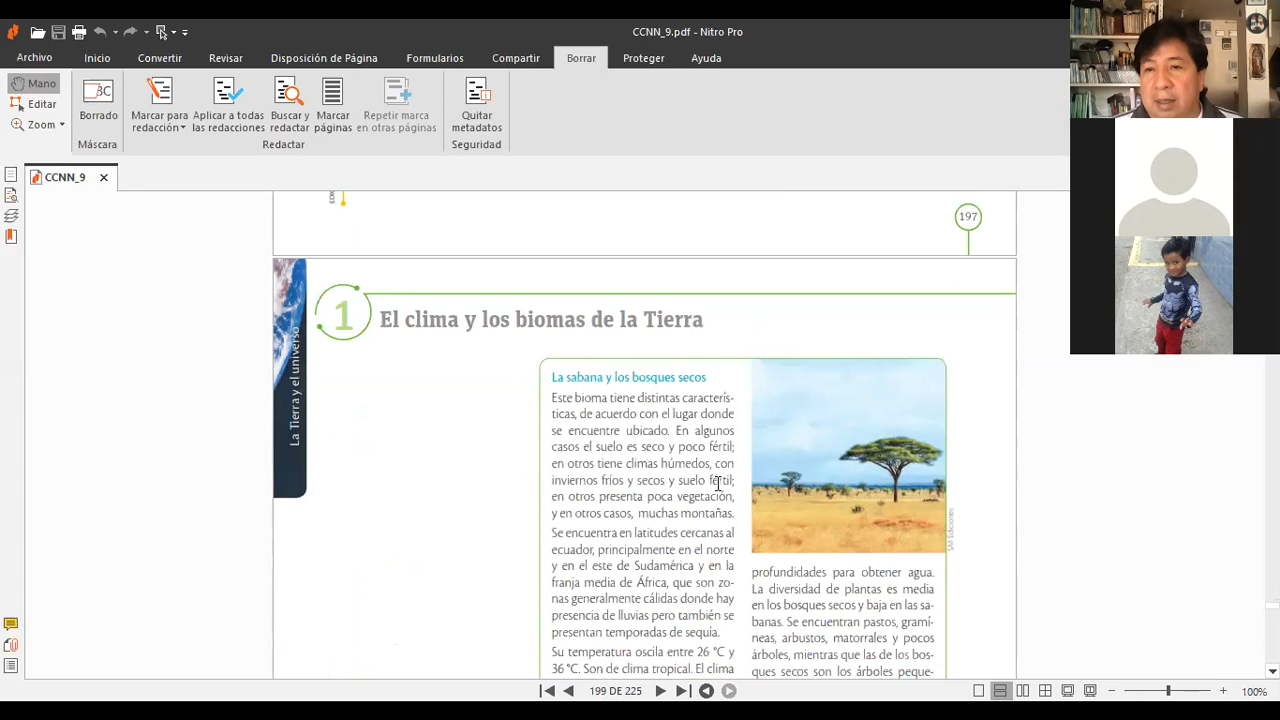 CCNN_9.pdf - Nitro Pro
Archivo Inicio Convertir Revisar Disposición de Página Formularios Compartir Borrar Proteger Ayuda
Mano
Editar
Zoom
Borrado
Máscara
Marcar para redacción
Aplicar a todas las redacciones
Buscar y redactar
Marcar páginas
Repetir marca en otras páginas
Redactar
Quitar metadatos
Seguridad
CCNN_9
197
La Tierra y el universo
1
El clima y los biomas de la Tierra
La sabana y los bosques secos
Este bioma tiene distintas caracterís-
ticas, de acuerdo con el lugar donde
se encuentre ubicado. En algunos
casos el suelo es seco y poco fértil;
en otros tiene climas húmedos, con
inviernos fríos y secos y suelo fértil;
en otros presenta poca vegetación,
y en otros casos, muchas montañas.
Se encuentra en latitudes cercanas al
ecuador, principalmente en el norte
y en el este de Sudamérica y en la
franja media de África, que son zo-
nas generalmente cálidas donde hay
presencia de lluvias pero también se
presentan temporadas de sequía.
Su temperatura oscila entre 26 °C y
36 °C. Son de clima tropical. El clima
SM Ediciones
profundidades para obtener agua.
La diversidad de plantas es media
en los bosques secos y baja en las sa-
banas. Se encuentran pastos, gramí-
neas, arbustos, matorrales y pocos
árboles, mientras que las de los bos-
ques secos son los árboles peque-
199 DE 225
100%